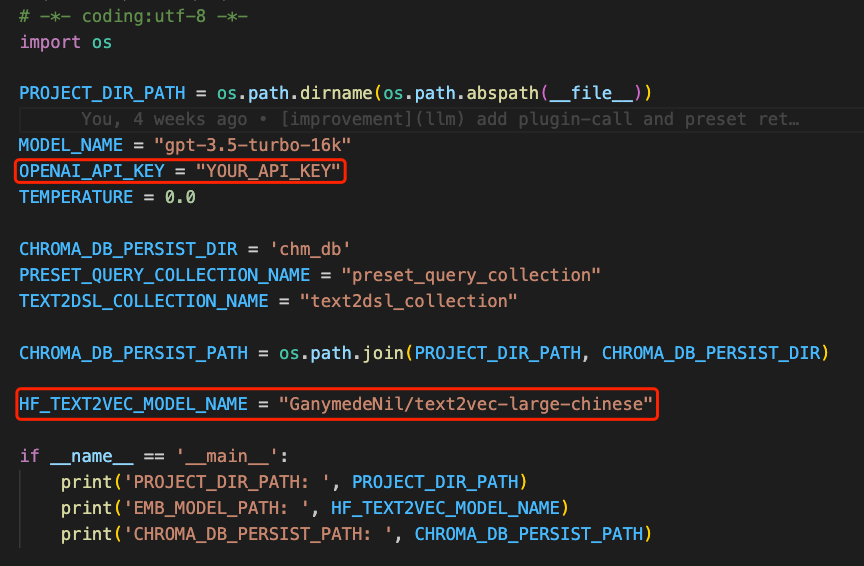 # -*- coding:utf-8 -*-
import os
PROJECT_DIR_PATH = os.path.dirname(os.path.abspath(__file__))
You, 4 weeks ago • [improvement](llm) add plugin-call and preset ret…
MODEL_NAME = "gpt-3.5-turbo-16k"
OPENAI_API_KEY = "YOUR_API_KEY"
TEMPERATURE = 0.0
CHROMA_DB_PERSIST_DIR = 'chm_db'
PRESET_QUERY_COLLECTION_NAME = "preset_query_collection"
TEXT2DSL_COLLECTION_NAME = "text2dsl_collection"
CHROMA_DB_PERSIST_PATH = os.path.join(PROJECT_DIR_PATH, CHROMA_DB_PERSIST_DIR)
HF_TEXT2VEC_MODEL_NAME = "GanymedeNil/text2vec-large-chinese"
if __name__ == '__main__':
    print('PROJECT_DIR_PATH: ', PROJECT_DIR_PATH)
    print('EMB_MODEL_PATH: ', HF_TEXT2VEC_MODEL_NAME)
    print('CHROMA_DB_PERSIST_PATH: ', CHROMA_DB_PERSIST_PATH)